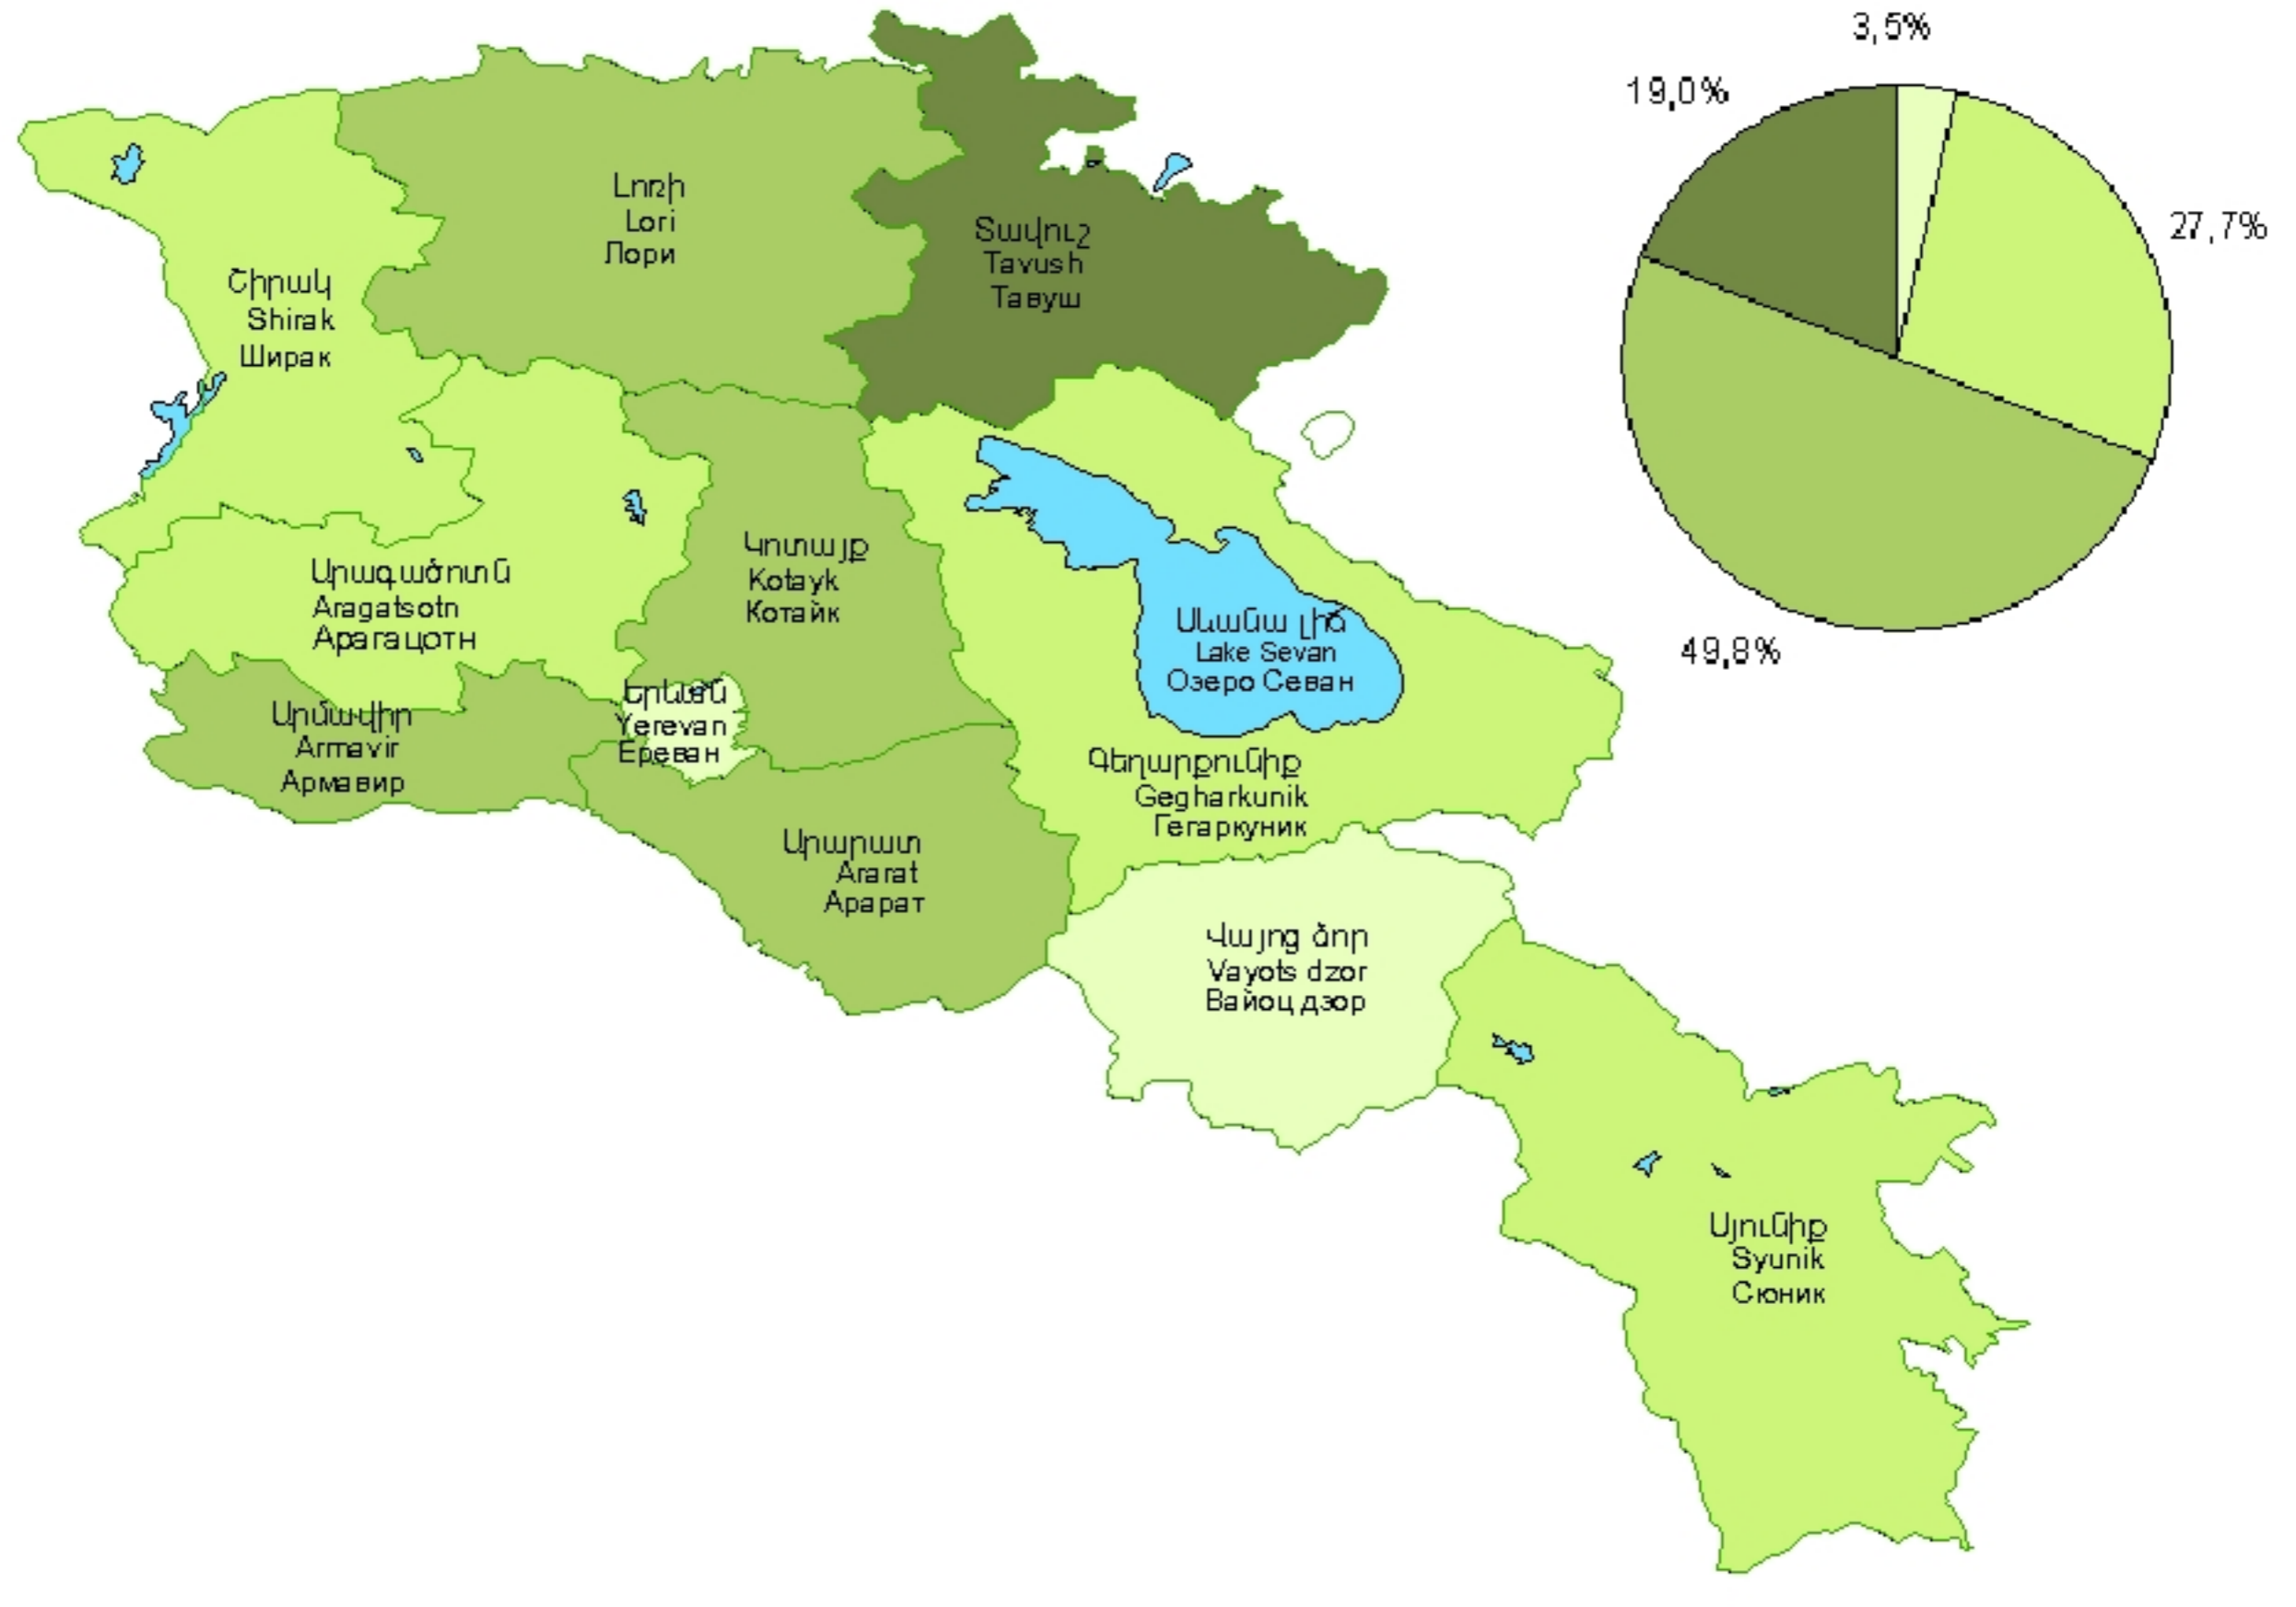 3,5%
19,0%
27,7%
49,8%
Լոռի
Lori
Лори
Տավուշ
Tavush
Тавуш
Շիրակ
Shirak
Ширак
Կոտայք
Kotayk
Котайк
Արագածոտն
Aragatsotn
Арагацотн
Սևանա լիճ
Lake Sevan
Озеро Севан
Երևան
Yerevan
Ереван
Արմավիր
Armavir
Армавир
Գեղարքունիք
Gegharkunik
Гегаркуник
Արարատ
Ararat
Арарат
Վայոց ձոր
Vayots dzor
Вайоц дзор
Սյունիք
Syunik
Сюник